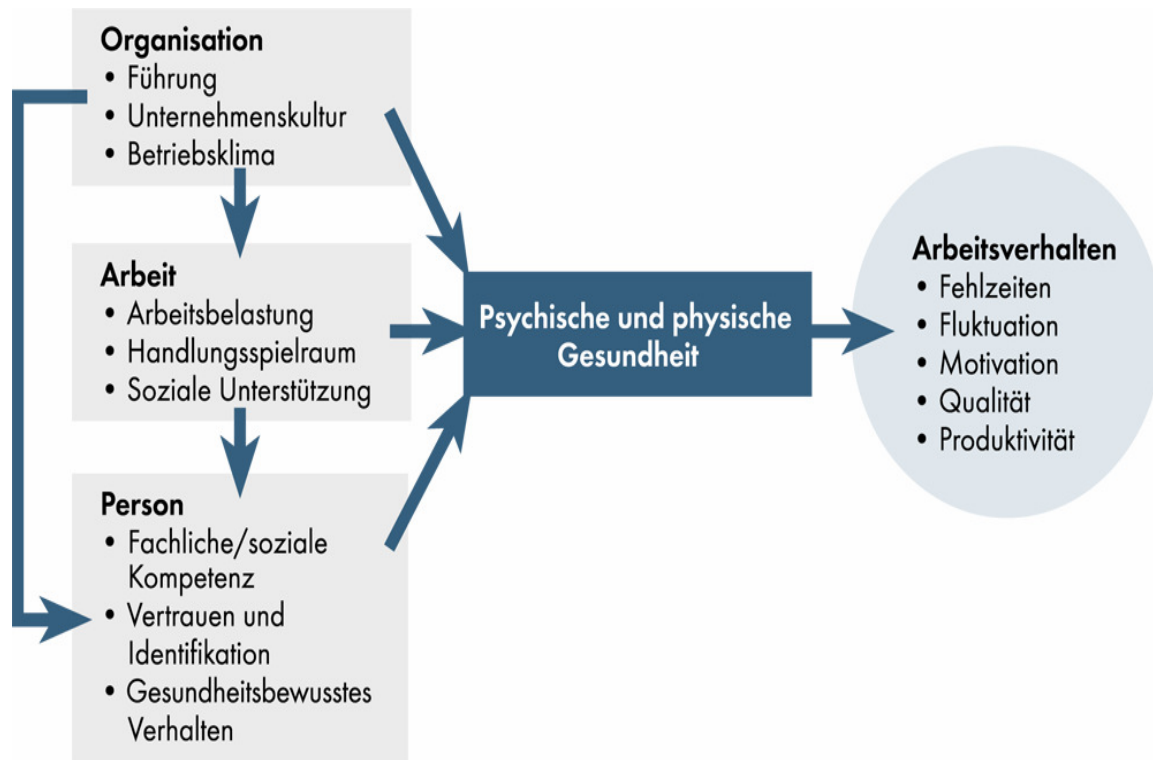 Organisation
• Führung
• Unternehmenskultur
• Betriebsklima
Arbeit
• Arbeitsbelastung
• Handlungsspielraum
• Soziale Unterstützung
Person
• Fachliche/soziale
Kompetenz
• Vertrauen und
Identifikation
• Gesundheitsbewusstes
Verhalten
Psychische und physische
Gesundheit
Arbeitsverhalten
• Fehlzeiten
• Fluktuation
• Motivation
• Qualität
• Produktivität